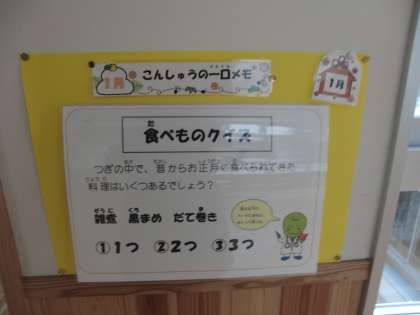 1月 こんしゅうの一口メモ
1月
食べものクイズ
つぎの中で、昔からお正月に食べられてきた
料理はいくつあるでしょう？
雑煮　黒まめ　だて巻き
①1つ　②2つ　③3つ